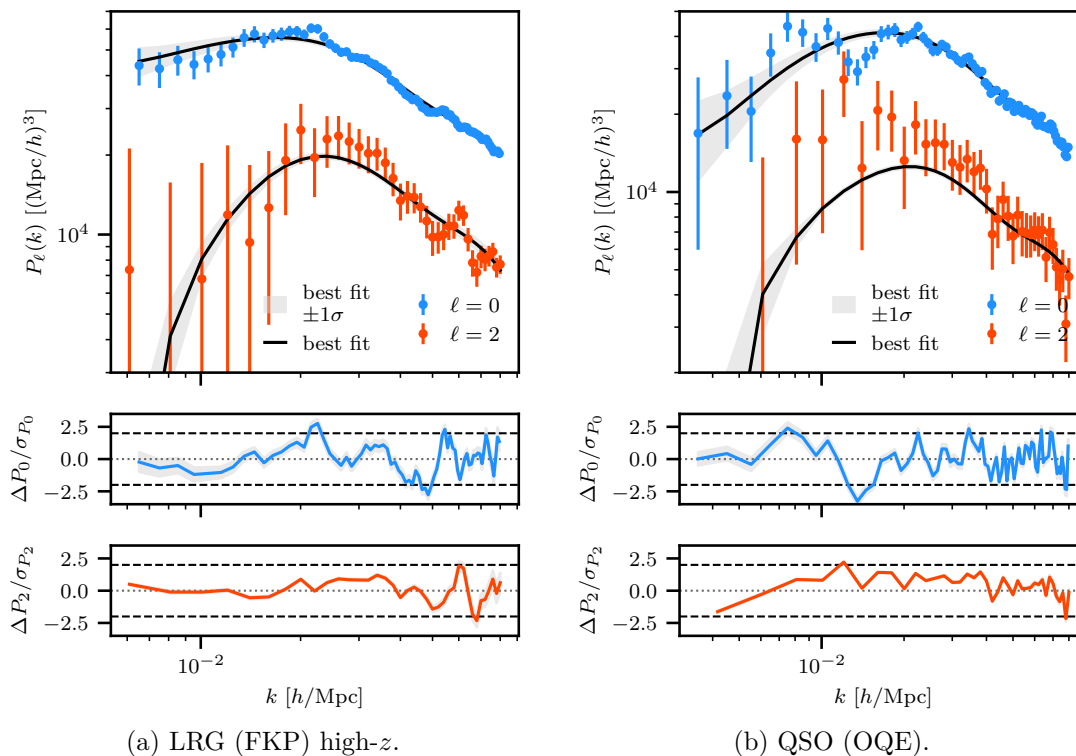 P_ℓ(k) [(Mpc/h)^3]
10^4
best fit
±1σ
best fit
ℓ = 0
ℓ = 2
ΔP_0/σ_{P_0}
2.5
0.0
−2.5
ΔP_2/σ_{P_2}
2.5
0.0
−2.5
10^{−2}
k [h/Mpc]
(a) LRG (FKP) high-z.
P_ℓ(k) [(Mpc/h)^3]
10^4
best fit
±1σ
best fit
ℓ = 0
ℓ = 2
ΔP_0/σ_{P_0}
2.5
0.0
−2.5
ΔP_2/σ_{P_2}
2.5
0.0
−2.5
10^{−2}
k [h/Mpc]
(b) QSO (OQE).